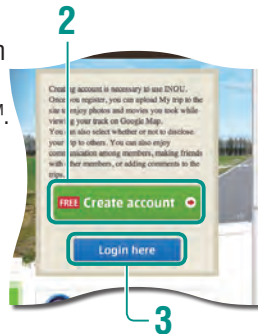 2
n
M.
Creating account is necessary to use INOU.
Once you register, you can upload My trip to the
site to enjoy photos and movies you took while
viewing your track on Google Map.
You can also select whether or not to disclose
your trip to others. You can also enjoy
communication among members, making friends
with other members, or adding comments to the
trips.
FREE Create account
Login here
3